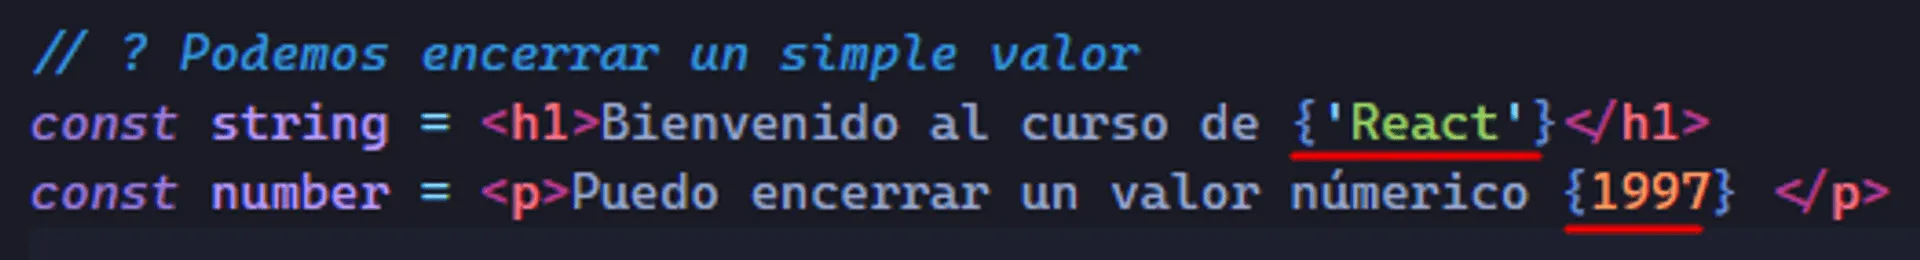 // ? Podemos encerrar un simple valor
const string = <h1>Bienvenido al curso de {'React'}</h1>
const number = <p>Puedo encerrar un valor númerico {1997} </p>